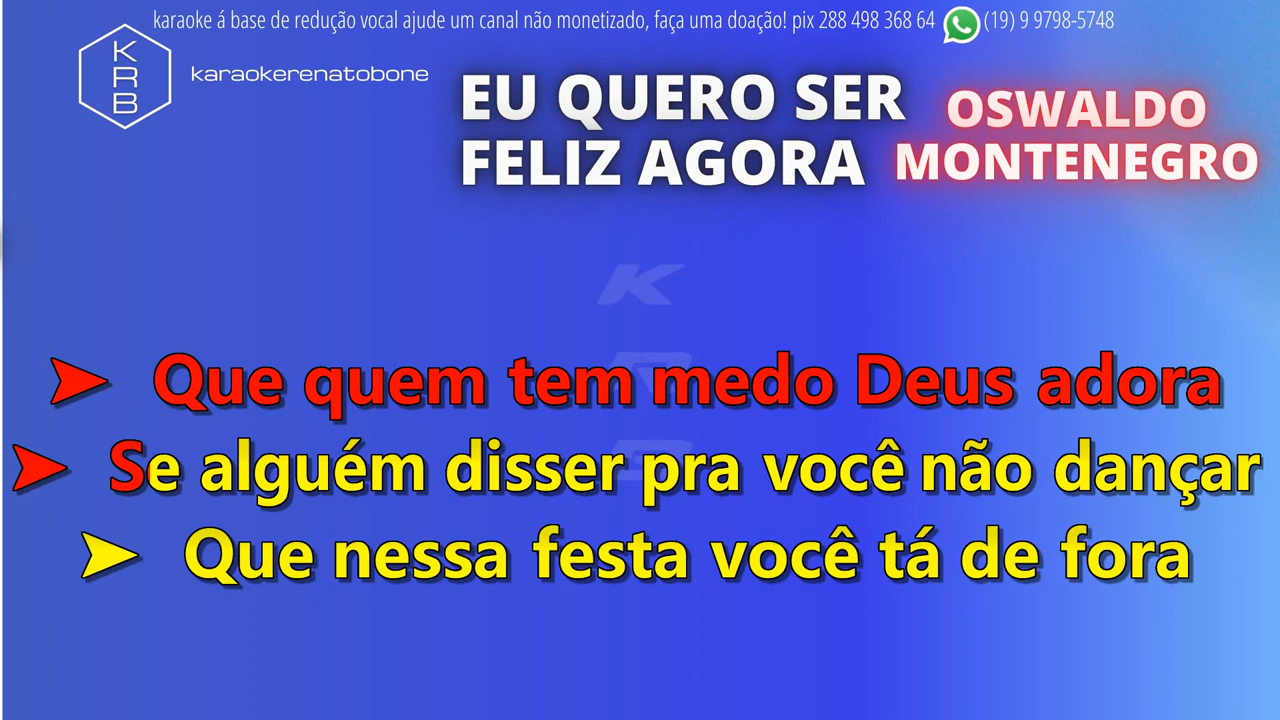 karaoke á base de redução vocal ajude um canal não monetizado, faça uma doação! pix 288 498 368 64 (19) 9 9798-5748
KRB
karaokerenatobone
EU QUERO SER
FELIZ AGORA
OSWALDO
MONTENEGRO
KRB
➤ Que quem tem medo Deus adora
➤ Se alguém disser pra você não dançar
➤ Que nessa festa você tá de fora